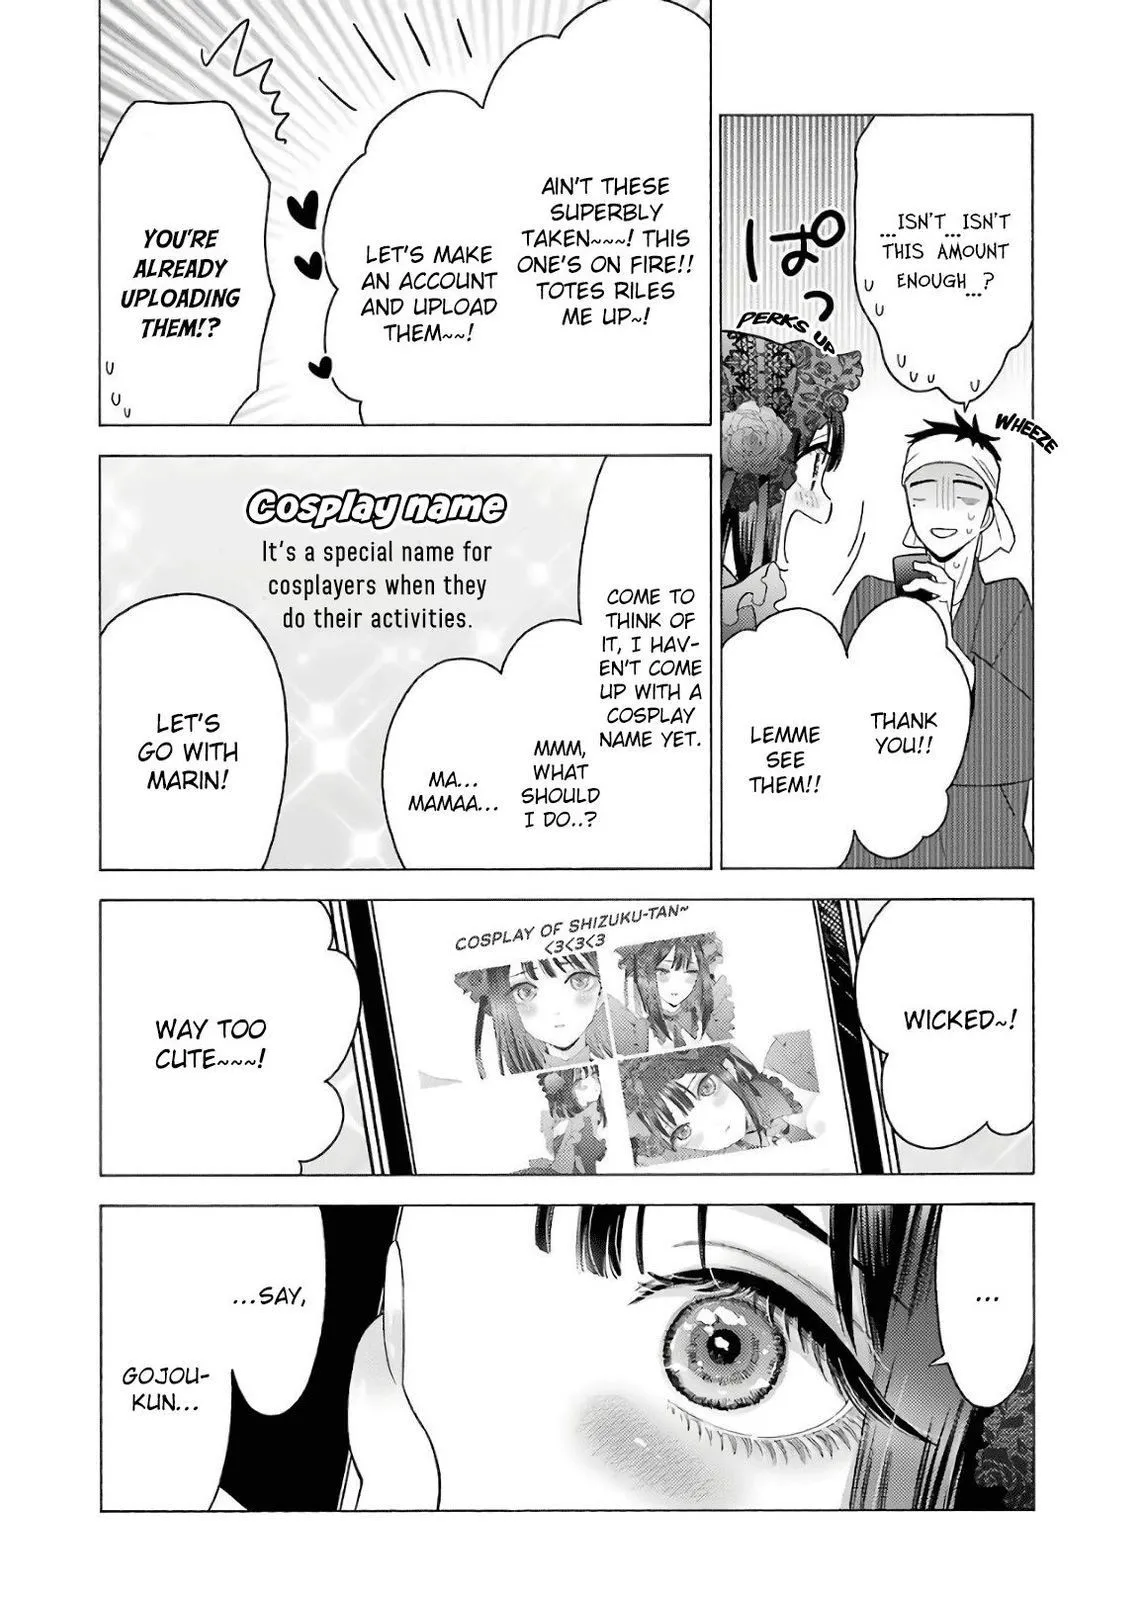 ...ISN'T...ISN'T
THIS AMOUNT
ENOUGH...?
WHEEZE
ぱっ
PERKS UP
THANK
YOU!!
LEMME
SEE
THEM!!
AIN'T THESE
SUPERBLY
TAKEN~~~! THIS
ONE'S ON FIRE!!
TOTES RILES
ME UP~!
LET'S MAKE
AN ACCOUNT
AND UPLOAD
THEM~~!
YOU'RE
ALREADY
UPLOADING
THEM!?
COME TO
THINK OF
IT, I HAV-
EN'T COME
UP WITH A
COSPLAY
NAME YET.
MMM,
WHAT
SHOULD
I DO..?
MA...
MAMAA...
Cosplay name
It's a special name for
cosplayers when they
do their activities.
LET'S
GO WITH
MARIN!
WICKED~!
COSPLAY OF SHIZUKU-TAN~
<3<3<3
WAY TOO
CUTE~~~!
...
...SAY,
GOJOU-
KUN...